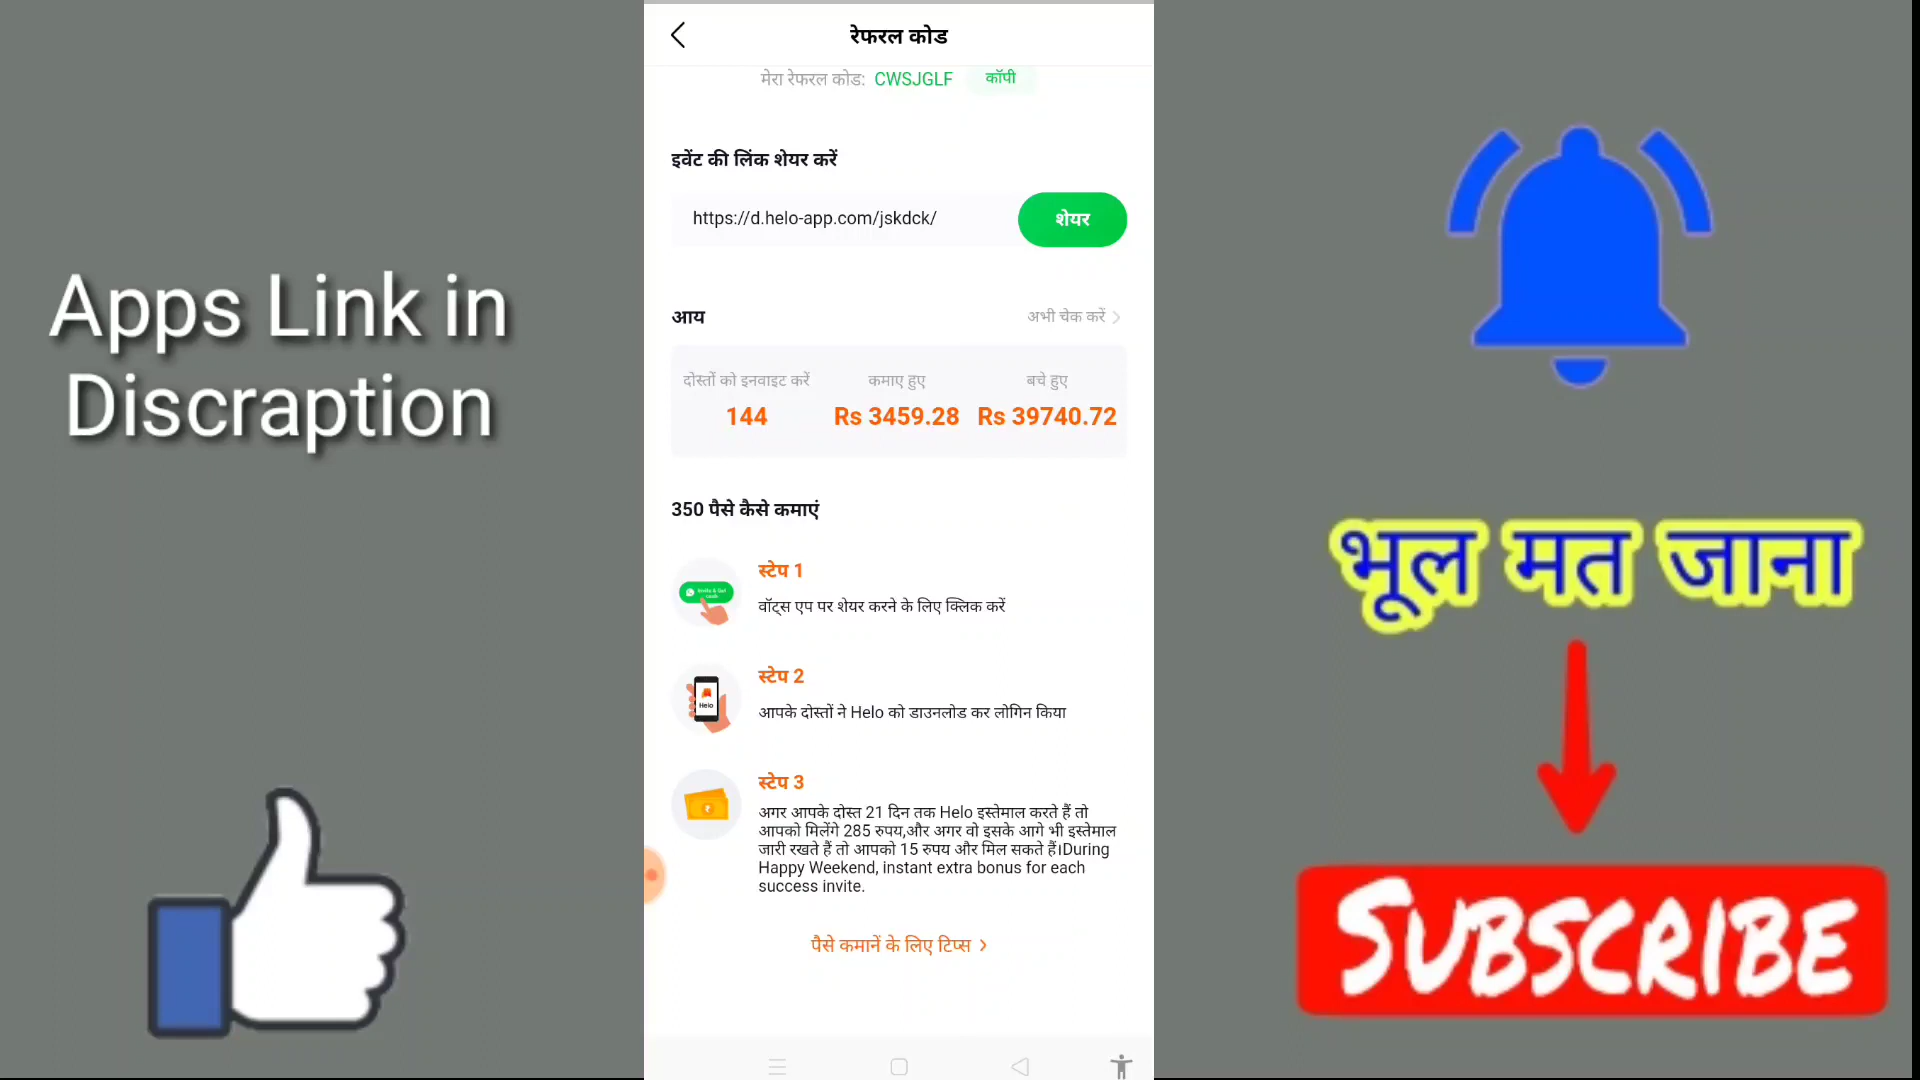 रेफरल कोड
मेरा रेफरल कोड: CWSJGLF कॉपी
इवेंट की लिंक शेयर करें
https://d.helo-app.com/jskdck/ शेयर
आय अभी चेक करें
दोस्तों को इनवाइट करें कमाए हुए बचे हुए
144 Rs 3459.28 Rs 39740.72
350 पैसे कैसे कमाएं
स्टेप 1
वॉट्स एप पर शेयर करने के लिए क्लिक करें
स्टेप 2
आपके दोस्तों ने Helo को डाउनलोड कर लोगिन किया
Helo
स्टेप 3
अगर आपके दोस्त 21 दिन तक Helo इस्तेमाल करते हैं तो
आपको मिलेंगे 285 रुपय,और अगर वो इसके आगे भी इस्तेमाल
जारी रखते हैं तो आपको 15 रुपय और मिल सकते हैं।During
Happy Weekend, instant extra bonus for each
success invite.
पैसे कमानें के लिए टिप्स
Apps Link in
Discraption
भूल मत जाना
SUBSCRIBE